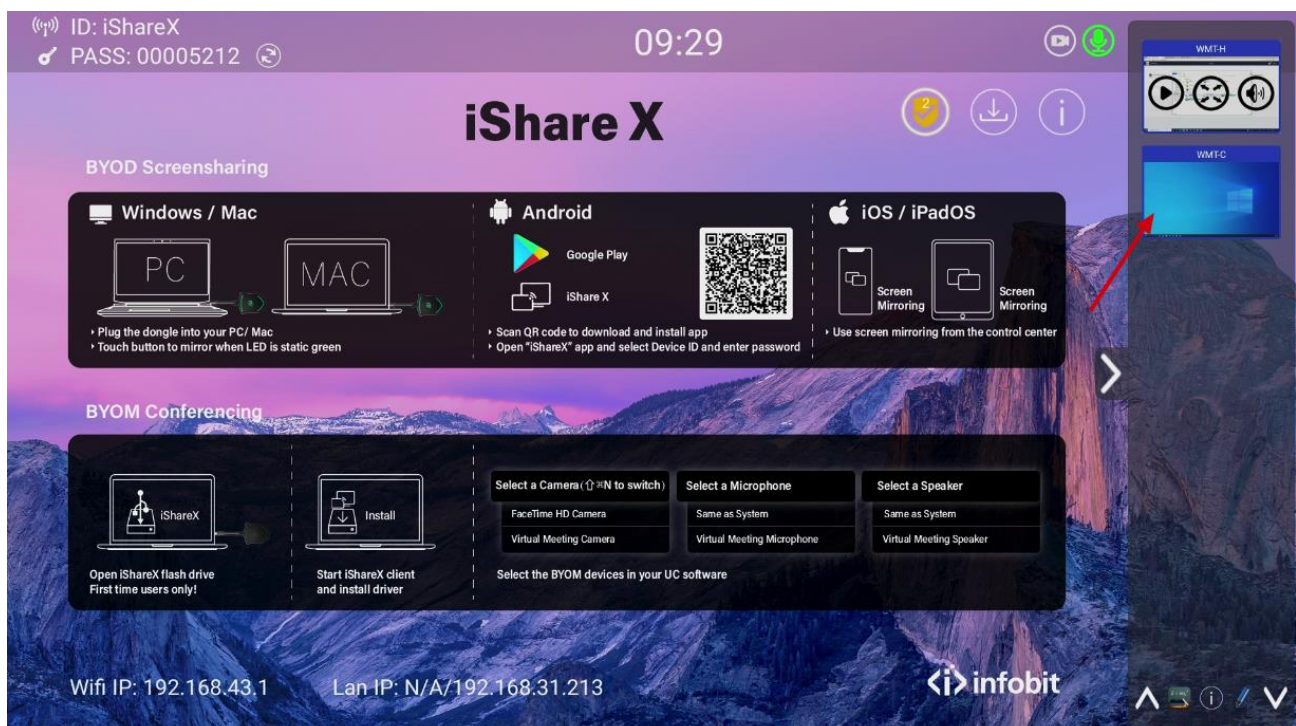 ID: iShareX
PASS: 00005212
09:29
iShare X
2
i
BYOD Screensharing
Windows / Mac
PC
MAC
‣ Plug the dongle into your PC/ Mac
‣ Touch button to mirror when LED is static green
Android
Google Play
iShare X
‣ Scan QR code to download and install app
‣ Open "iShareX" app and select Device ID and enter password
iOS / iPadOS
Screen
Mirroring
Screen
Mirroring
‣ Use screen mirroring from the control center
BYOM Conferencing
iShareX
Open iShareX flash drive
First time users only!
Install
Start iShareX client
and install driver
Select a Camera(⇧⌘N to switch)
FaceTime HD Camera
Virtual Meeting Camera
Select a Microphone
Same as System
Virtual Meeting Microphone
Select a Speaker
Same as System
Virtual Meeting Speaker
Select the BYOM devices in your UC software
Wifi IP: 192.168.43.1
Lan IP: N/A/192.168.31.213
<i> infobit
WMT-H
WMT-C
i